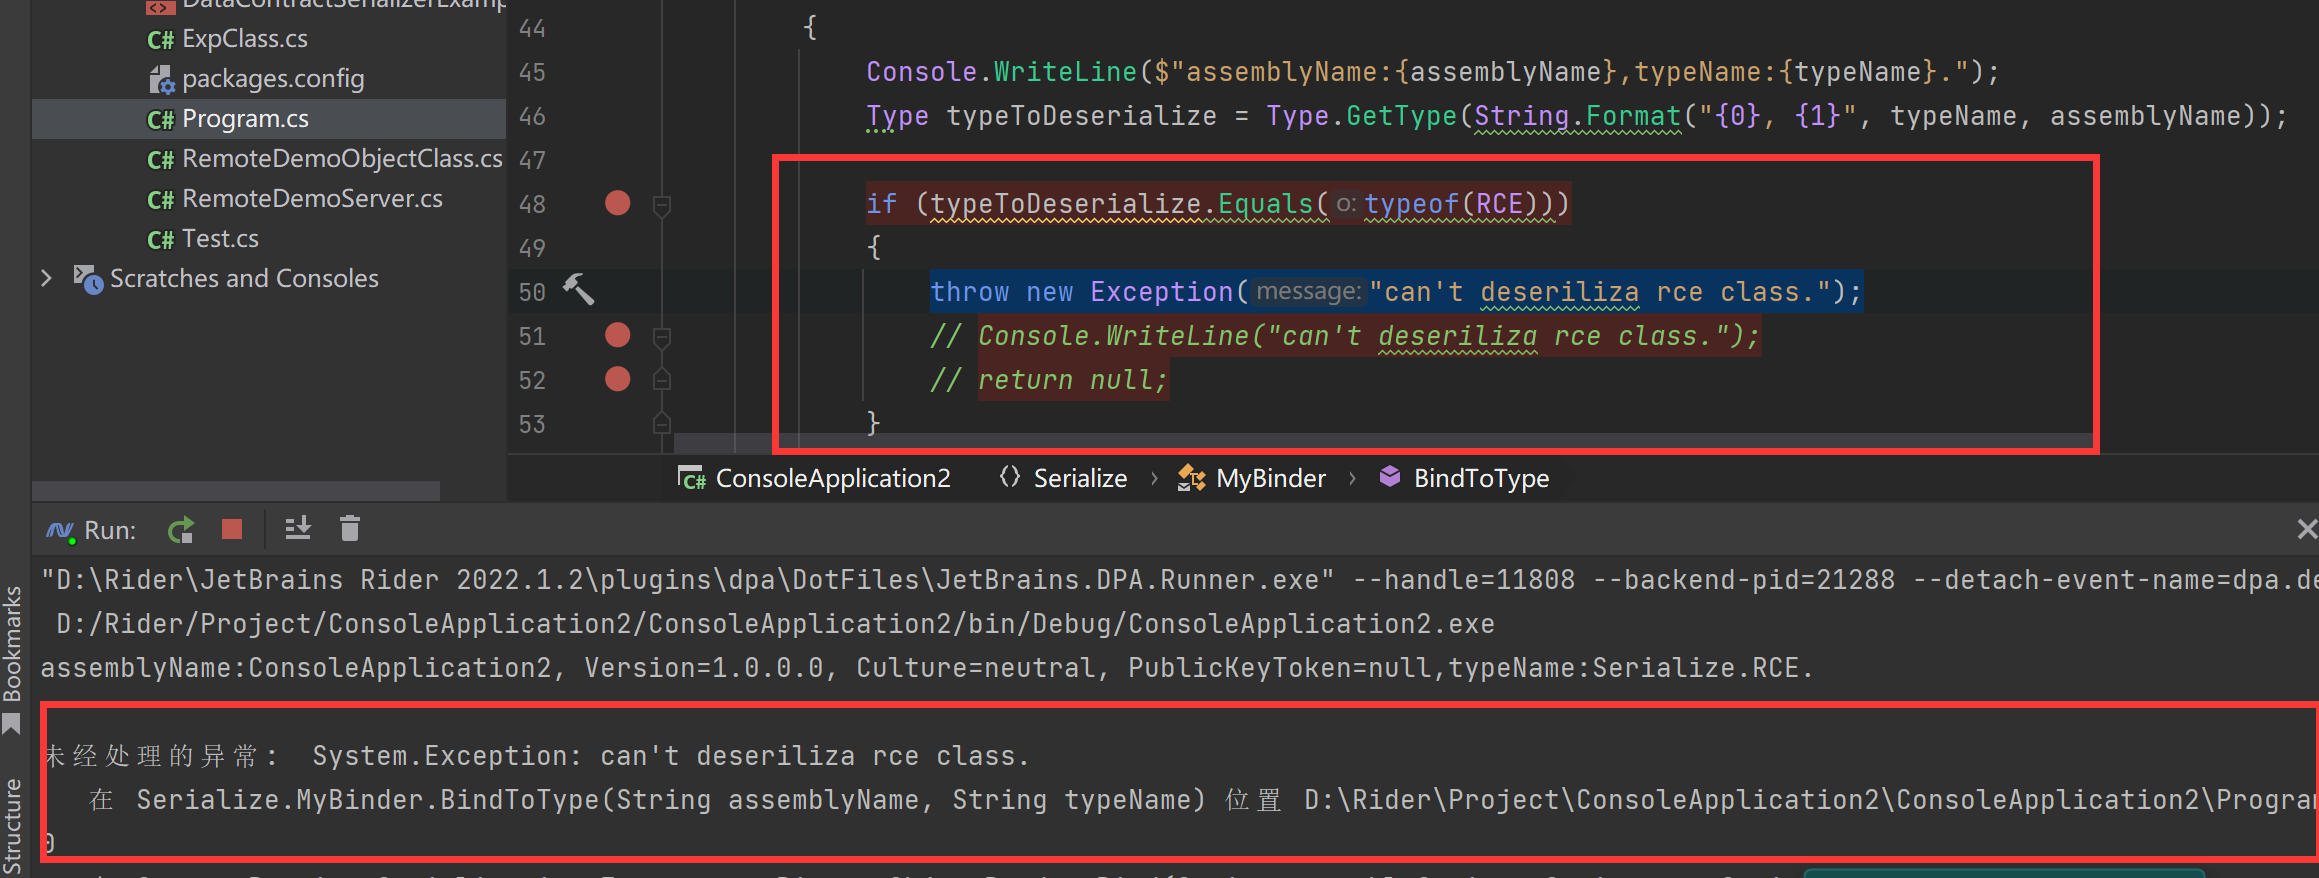 DataContractSerializerExamp
C# ExpClass.cs
packages.config
C# Program.cs
C# RemoteDemoObjectClass.cs
C# RemoteDemoServer.cs
C# Test.cs
Scratches and Consoles
44 {
45 Console.WriteLine($"assemblyName:{assemblyName},typeName:{typeName}.");
46 Type typeToDeserialize = Type.GetType(String.Format("{0}, {1}", typeName, assemblyName));
47
48 if (typeToDeserialize.Equals(o:typeof(RCE)))
49 {
50 throw new Exception(message:"can't deseriliza rce class.");
51 // Console.WriteLine("can't deseriliza rce class.");
52 // return null;
53 }
C# ConsoleApplication2 {} Serialize › MyBinder › BindToType
Run:
"D:\Rider\JetBrains Rider 2022.1.2\plugins\dpa\DotFiles\JetBrains.DPA.Runner.exe" --handle=11808 --backend-pid=21288 --detach-event-name=dpa.de
D:/Rider/Project/ConsoleApplication2/ConsoleApplication2/bin/Debug/ConsoleApplication2.exe
assemblyName:ConsoleApplication2, Version=1.0.0.0, Culture=neutral, PublicKeyToken=null,typeName:Serialize.RCE.
未经处理的异常: System.Exception: can't deseriliza rce class.
在 Serialize.MyBinder.BindToType(String assemblyName, String typeName) 位置 D:\Rider\Project\ConsoleApplication2\ConsoleApplication2\Program
0
Bookmarks
Structure